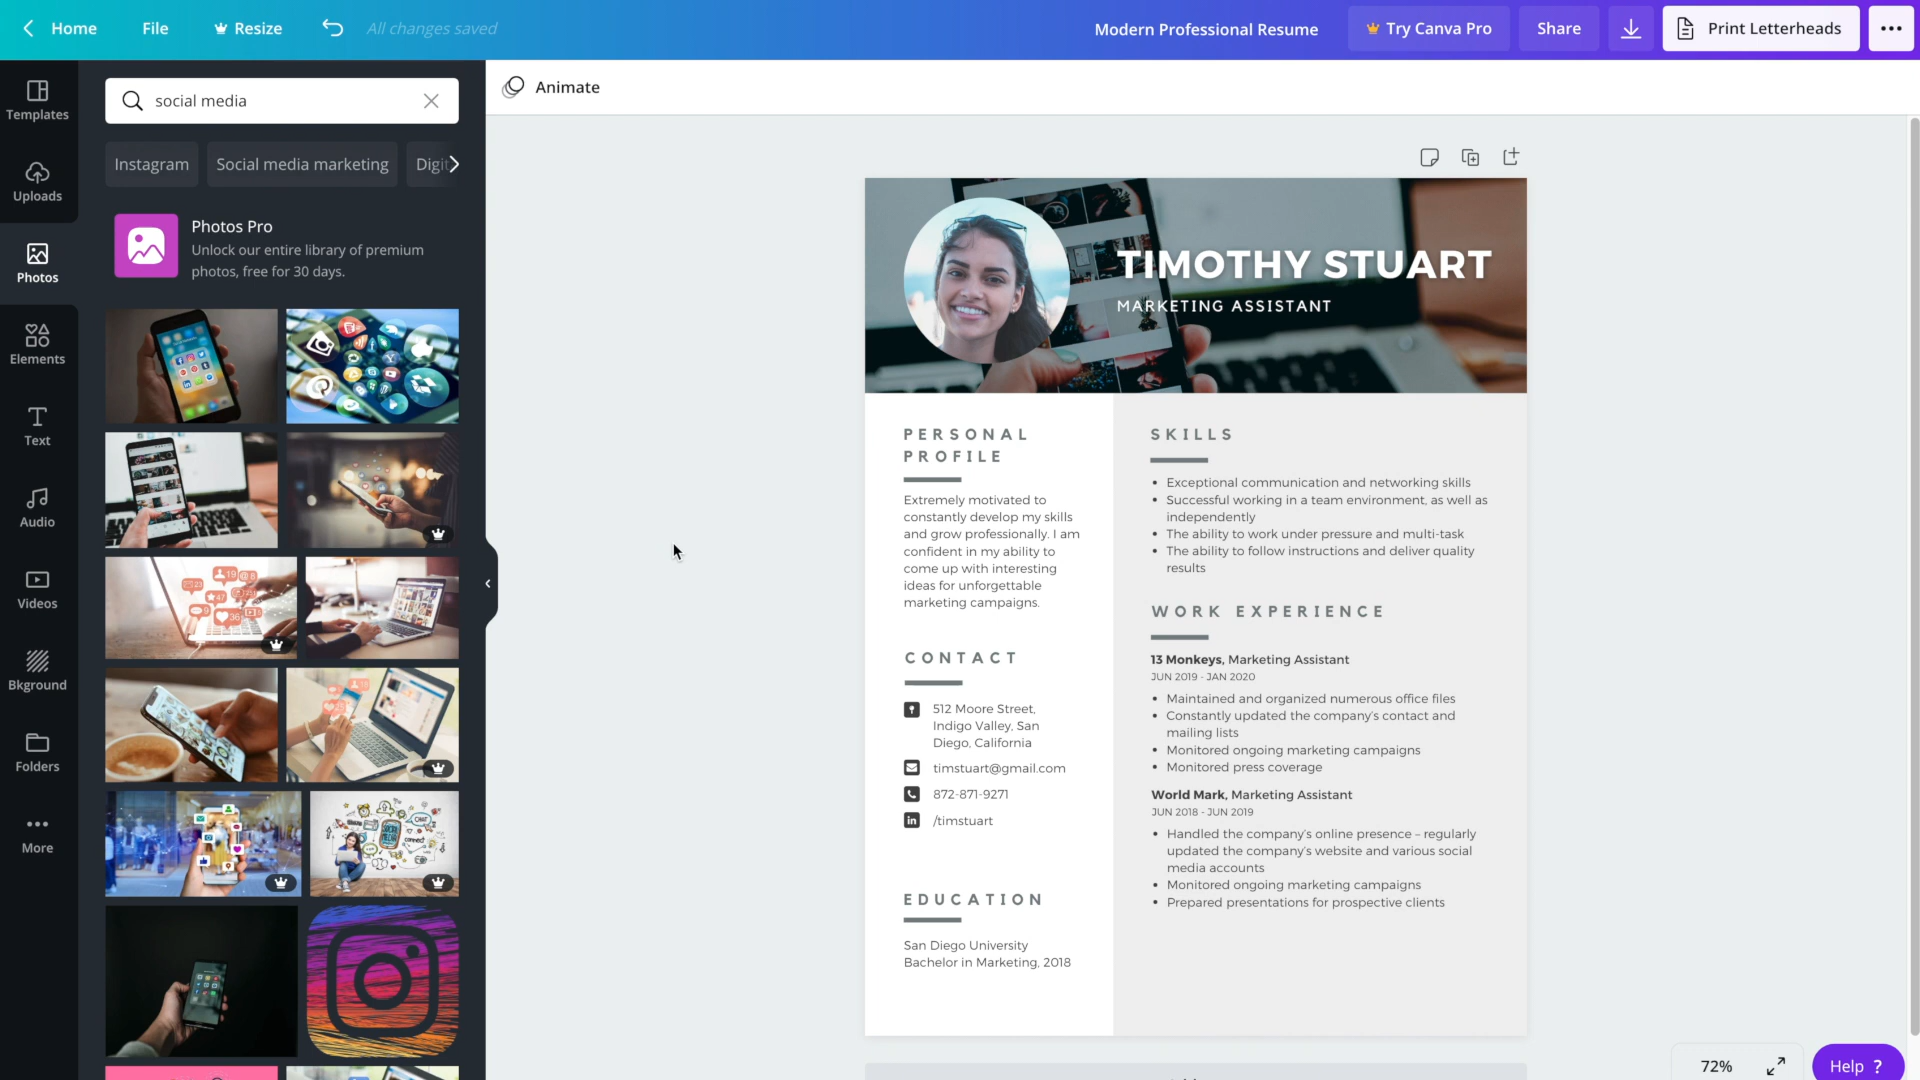 Home
File
Resize
All changes saved
Modern Professional Resume
Try Canva Pro
Share
Print Letterheads
Templates
Uploads
Photos
Elements
Text
Audio
Videos
Bkground
Folders
More
social media
Instagram
Social media marketing
Digit
Photos Pro
Unlock our entire library of premium
photos, free for 30 days.
Animate
TIMOTHY STUART
MARKETING ASSISTANT
PERSONAL
PROFILE
Extremely motivated to
constantly develop my skills
and grow professionally. I am
confident in my ability to
come up with interesting
ideas for unforgettable
marketing campaigns.
CONTACT
512 Moore Street,
Indigo Valley, San
Diego, California
timstuart@gmail.com
872-871-9271
/timstuart
EDUCATION
San Diego University
Bachelor in Marketing, 2018
SKILLS
• Exceptional communication and networking skills
• Successful working in a team environment, as well as
independently
• The ability to work under pressure and multi-task
• The ability to follow instructions and deliver quality
results
WORK EXPERIENCE
13 Monkeys, Marketing Assistant
JUN 2019 - JAN 2020
• Maintained and organized numerous office files
• Constantly updated the company's contact and
mailing lists
• Monitored ongoing marketing campaigns
• Monitored press coverage
World Mark, Marketing Assistant
JUN 2018 - JUN 2019
• Handled the company's online presence – regularly
updated the company's website and various social
media accounts
• Monitored ongoing marketing campaigns
• Prepared presentations for prospective clients
72%
Help ?